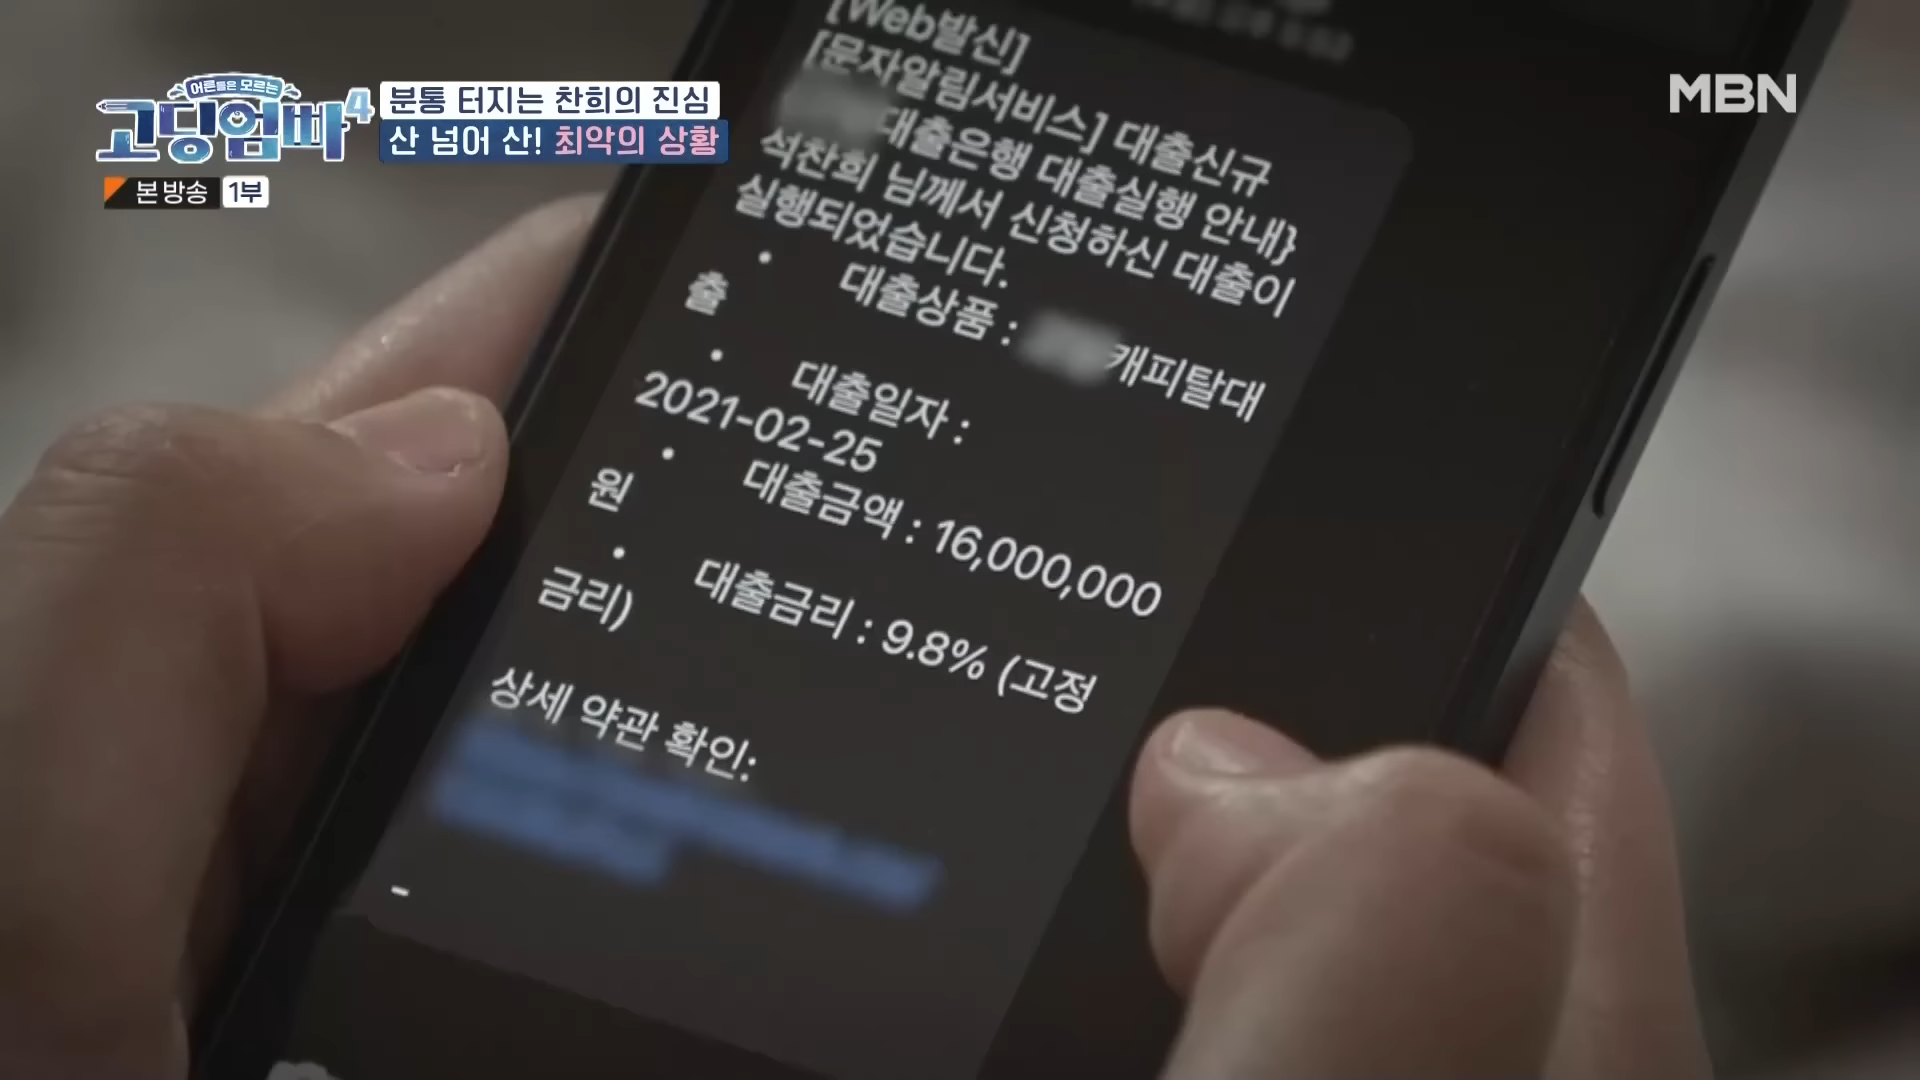 어른들은 모르는
고딩엄빠4
분통 터지는 찬희의 진심
산 넘어 산! 최악의 상황
본방송 1부
MBN
[Web발신]
[문자알림서비스] 대출신규
대출은행 대출실행 안내}
석찬희 님께서 신청하신 대출이
실행되었습니다.
• 대출상품 : 캐피탈대
출
• 대출일자 :
2021-02-25
• 대출금액 : 16,000,000
원
• 대출금리 : 9.8% (고정
금리)
상세 약관 확인:
-